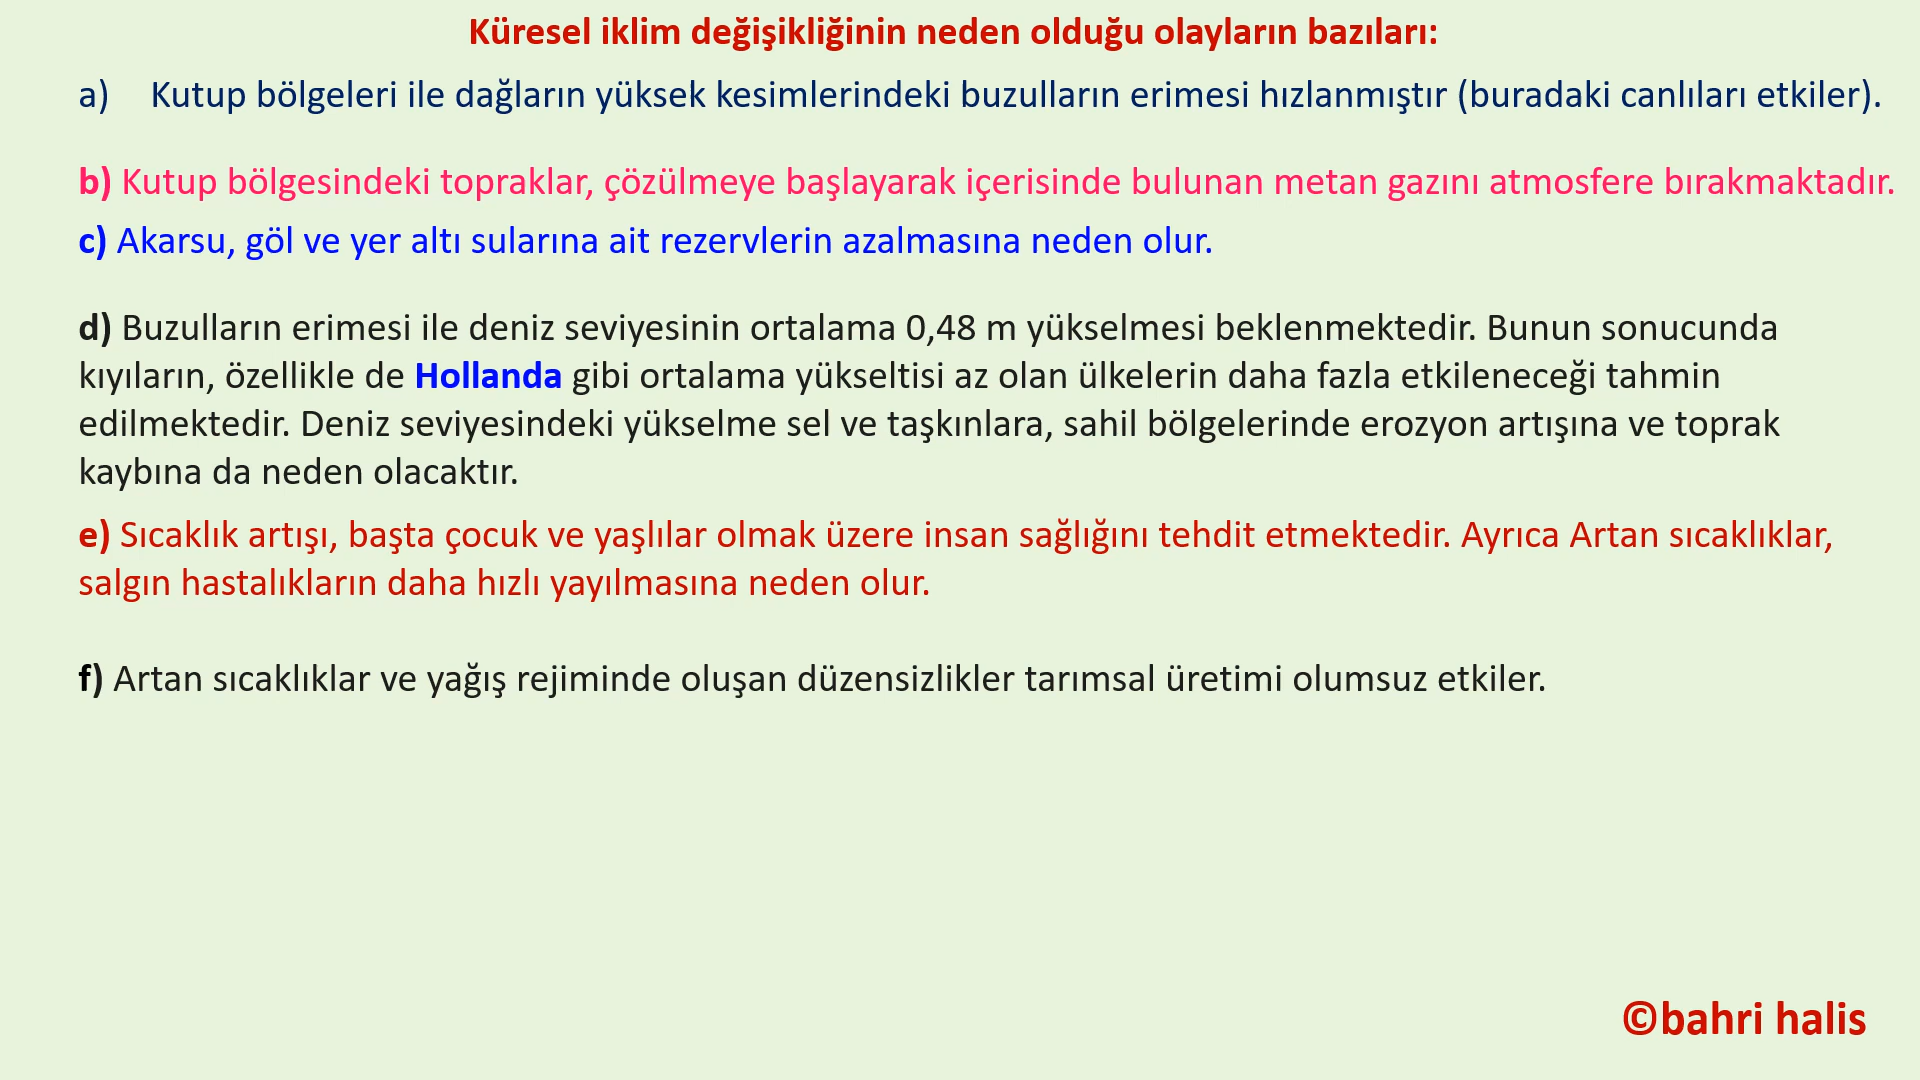 Küresel iklim değişikliğinin neden olduğu olayların bazıları:
a) Kutup bölgeleri ile dağların yüksek kesimlerindeki buzulların erimesi hızlanmıştır (buradaki canlıları etkiler).
b) Kutup bölgesindeki topraklar, çözülmeye başlayarak içerisinde bulunan metan gazını atmosfere bırakmaktadır.
c) Akarsu, göl ve yer altı sularına ait rezervlerin azalmasına neden olur.
d) Buzulların erimesi ile deniz seviyesinin ortalama 0,48 m yükselmesi beklenmektedir. Bunun sonucunda
kıyıların, özellikle de Hollanda gibi ortalama yükseltisi az olan ülkelerin daha fazla etkileneceği tahmin
edilmektedir. Deniz seviyesindeki yükselme sel ve taşkınlara, sahil bölgelerinde erozyon artışına ve toprak
kaybına da neden olacaktır.
e) Sıcaklık artışı, başta çocuk ve yaşlılar olmak üzere insan sağlığını tehdit etmektedir. Ayrıca Artan sıcaklıklar,
salgın hastalıkların daha hızlı yayılmasına neden olur.
f) Artan sıcaklıklar ve yağış rejiminde oluşan düzensizlikler tarımsal üretimi olumsuz etkiler.
©bahri halis